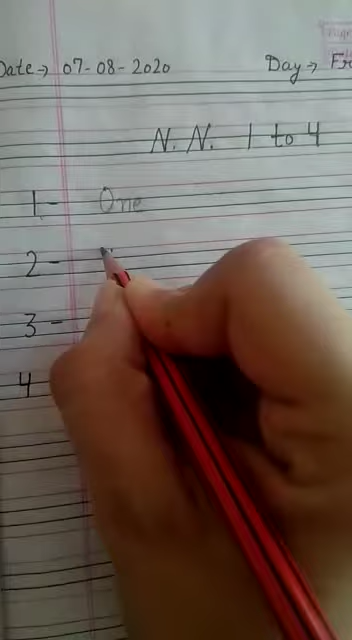 Date → 07-08-2020 Day →
N. N. 1 to 4
1 - One
2 -
3 -
4